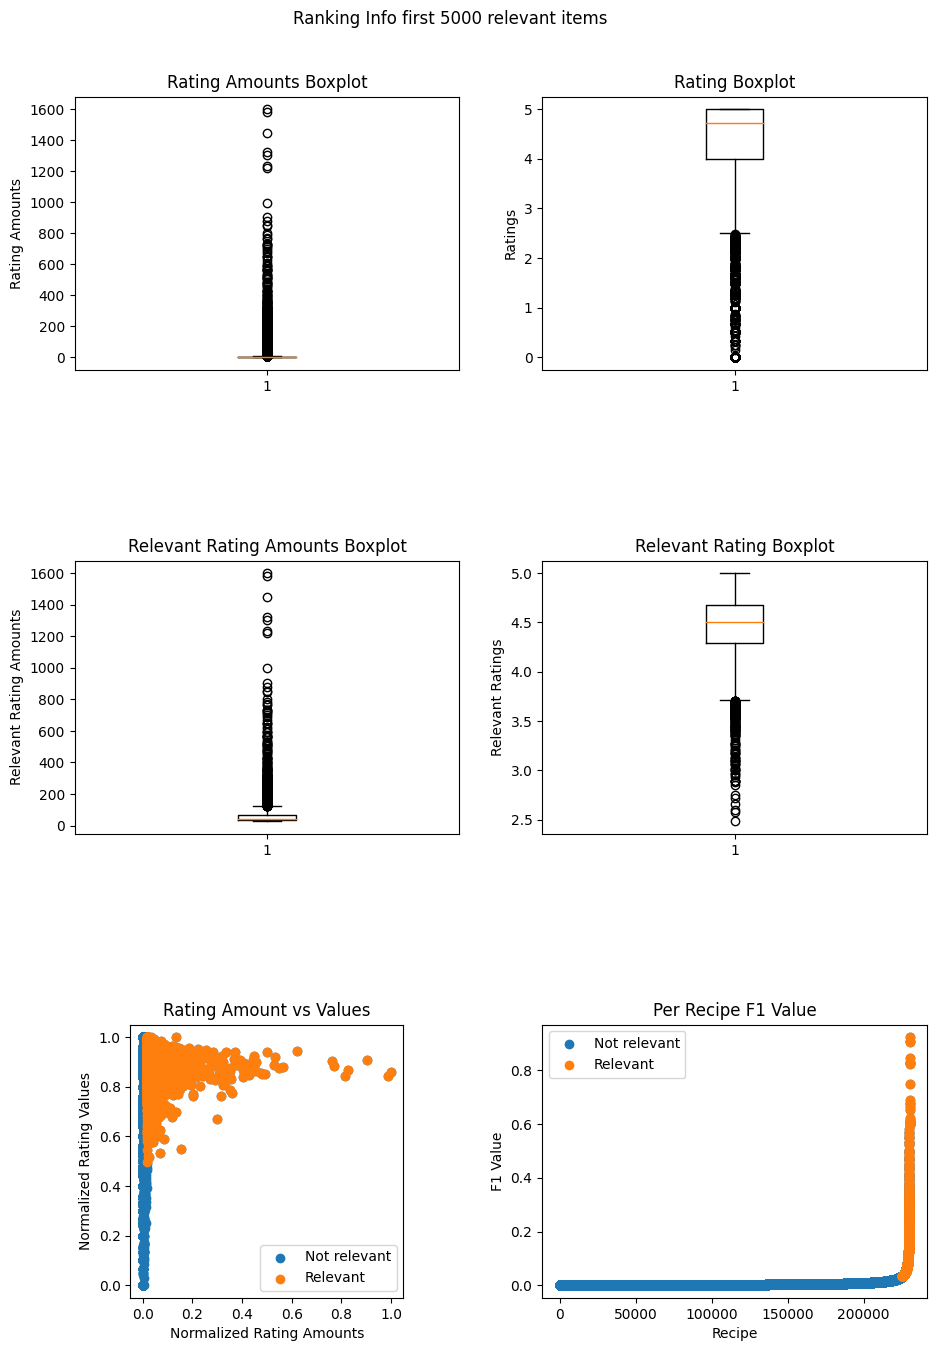 Ranking Info first 5000 relevant items
Rating Amounts Boxplot
Rating Amounts
1600
1400
1200
1000
800
600
400
200
0
1
Rating Boxplot
Ratings
5
4
3
2
1
0
1
Relevant Rating Amounts Boxplot
Relevant Rating Amounts
1600
1400
1200
1000
800
600
400
200
0
1
Relevant Rating Boxplot
Relevant Ratings
5.0
4.5
4.0
3.5
3.0
2.5
1
Rating Amount vs Values
Normalized Rating Values
1.0
0.8
0.6
0.4
0.2
0.0
Not relevant
Relevant
0.0 0.2 0.4 0.6 0.8 1.0
Normalized Rating Amounts
Per Recipe F1 Value
F1 Value
0.8
0.6
0.4
0.2
0.0
Not relevant
Relevant
0 50000 100000 150000 200000
Recipe